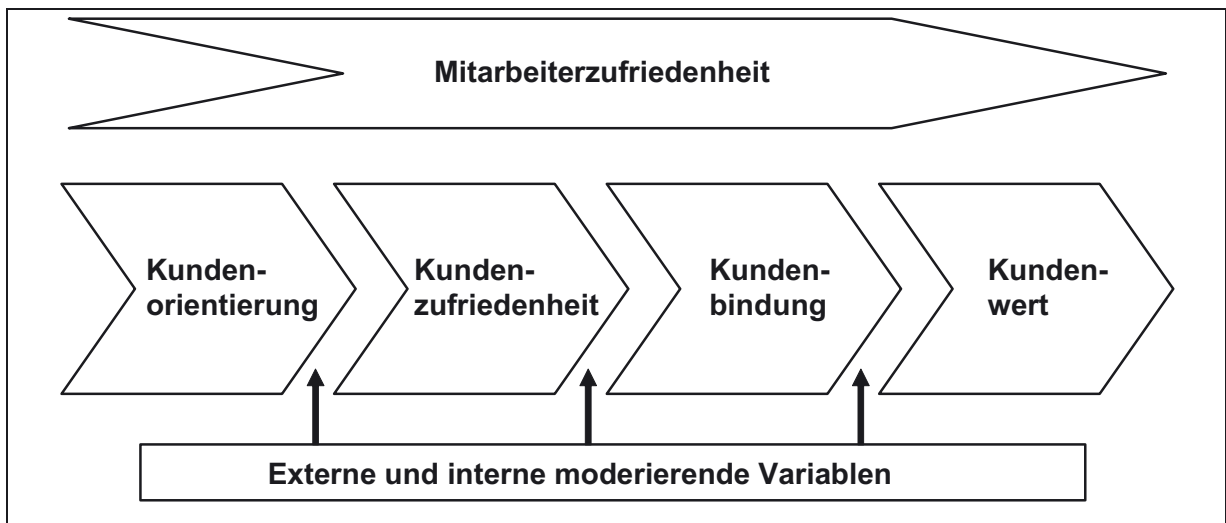 Mitarbeiterzufriedenheit
Kunden-
orientierung
Kunden-
zufriedenheit
Kunden-
bindung
Kunden-
wert
Externe und interne moderierende Variablen